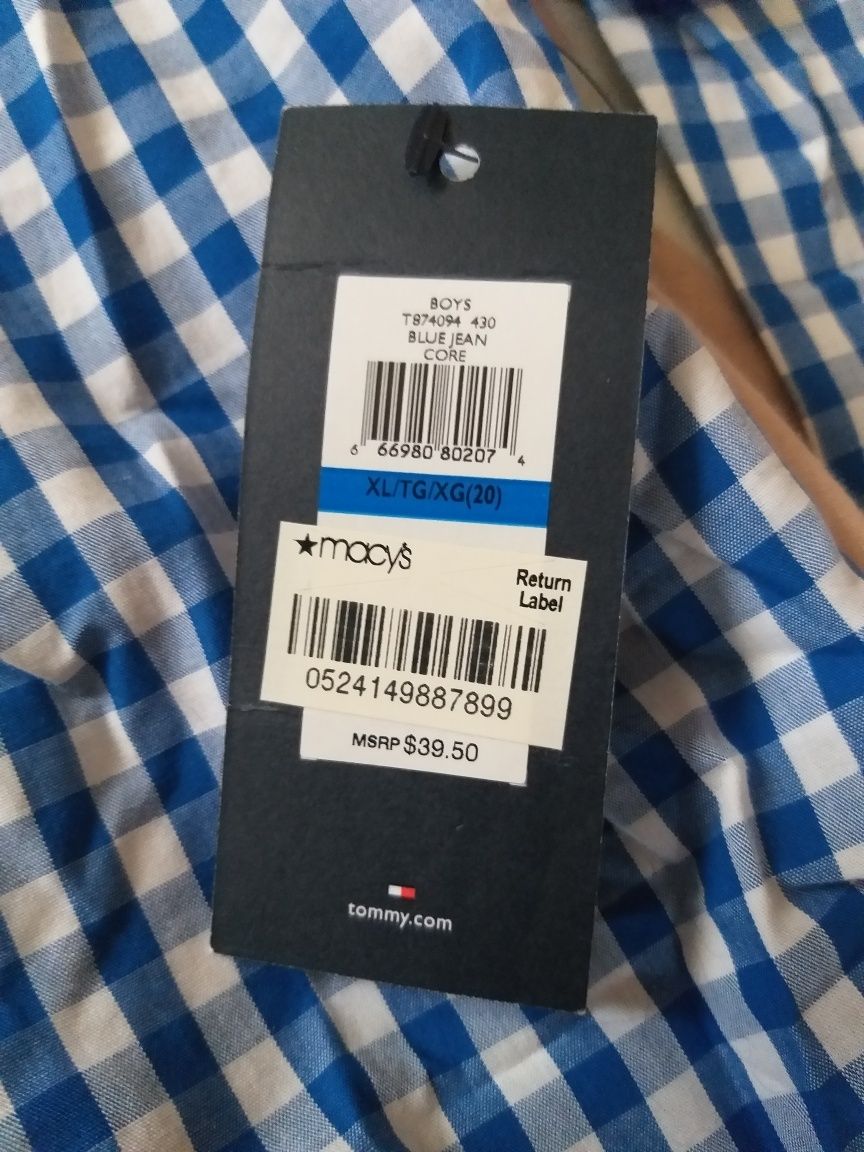 BOYS
T874094 430
BLUE JEAN
CORE
6 66980 80207 4
XL/TG/XG(20)
★macy's
Return
Label
0524149887899
MSRP $39.50
tommy.com